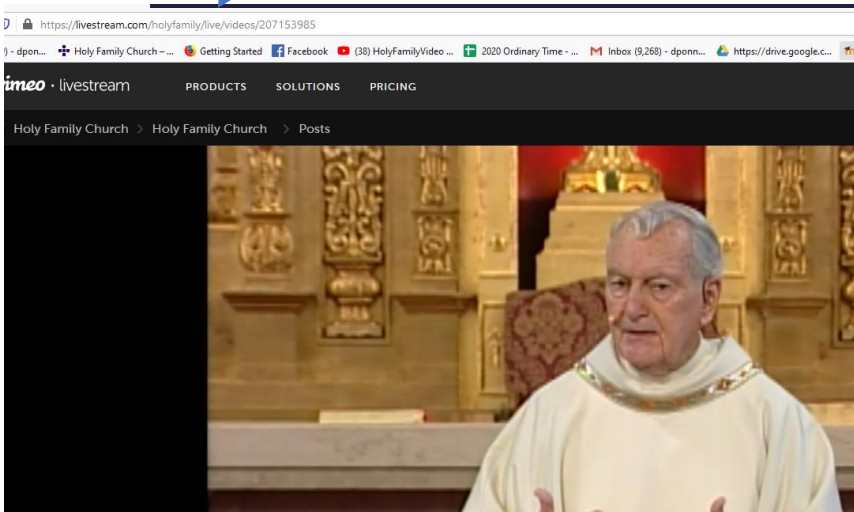 https://livestream.com/holyfamily/live/videos/207153985
) - dpon... Holy Family Church – ... Getting Started Facebook (38) HolyFamilyVideo ... 2020 Ordinary Time - ... Inbox (9,268) - dponn... https://drive.google.c...
imeo · livestream PRODUCTS SOLUTIONS PRICING
Holy Family Church > Holy Family Church > Posts